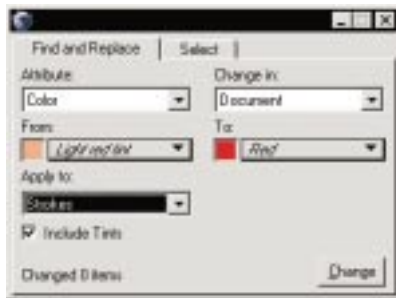 Find and Replace
Select
Attribute:
Change in:
Color
Document
From:
To:
Light red tint
Red
Apply to:
Strokes
Include Tints
Changed 0 items
Change